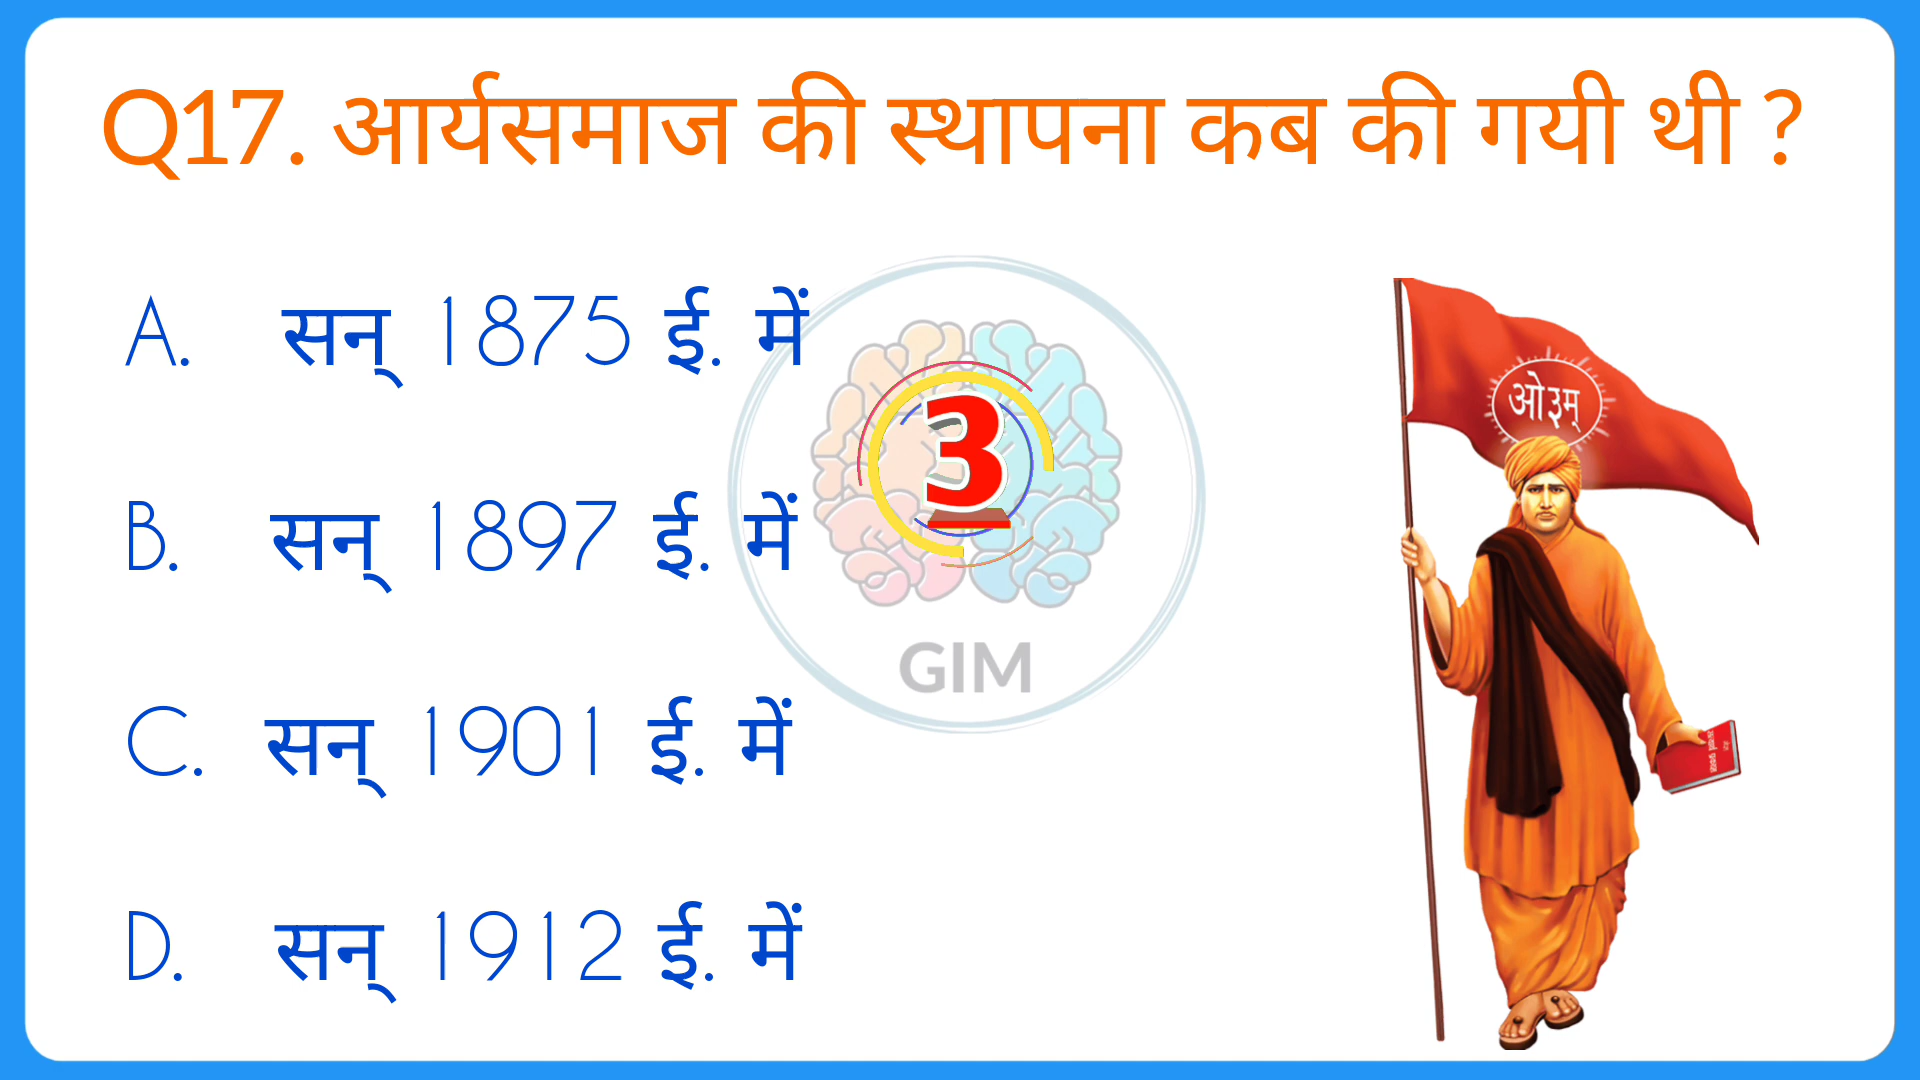 Q17. आर्यसमाज की स्थापना कब की गयी थी ?
A. सन् 1875 ई. में
B. सन् 1897 ई. में
C. सन् 1901 ई. में
D. सन् 1912 ई. में
3
GIM
ओ३म्